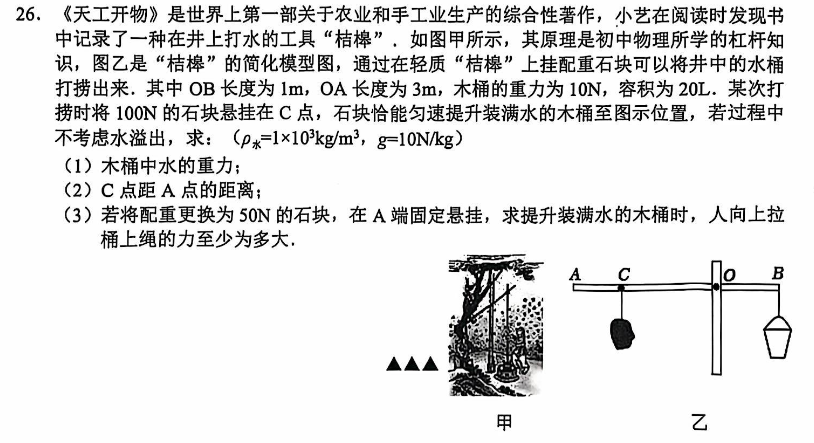 26. 《天工开物》是世界上第一部关于农业和手工业生产的综合性著作，小艺在阅读时发现书
中记录了一种在井上打水的工具“桔槔”．如图甲所示，其原理是初中物理所学的杠杆知
识，图乙是“桔槔”的简化模型图，通过在轻质“桔槔”上挂配重石块可以将井中的水桶
打捞出来．其中 OB 长度为 1m，OA 长度为 3m，木桶的重力为 10N，容积为 20L．某次打
捞时将 100N 的石块悬挂在 C 点，石块恰能匀速提升装满水的木桶至图示位置，若过程中
不考虑水溢出，求：（ρ水=1×10³kg/m³，g=10N/kg）
（1）木桶中水的重力；
（2）C 点距 A 点的距离；
（3）若将配重更换为 50N 的石块，在 A 端固定悬挂，求提升装满水的木桶时，人向上拉
桶上绳的力至少为多大．
A C O B
▲▲▲
甲 乙